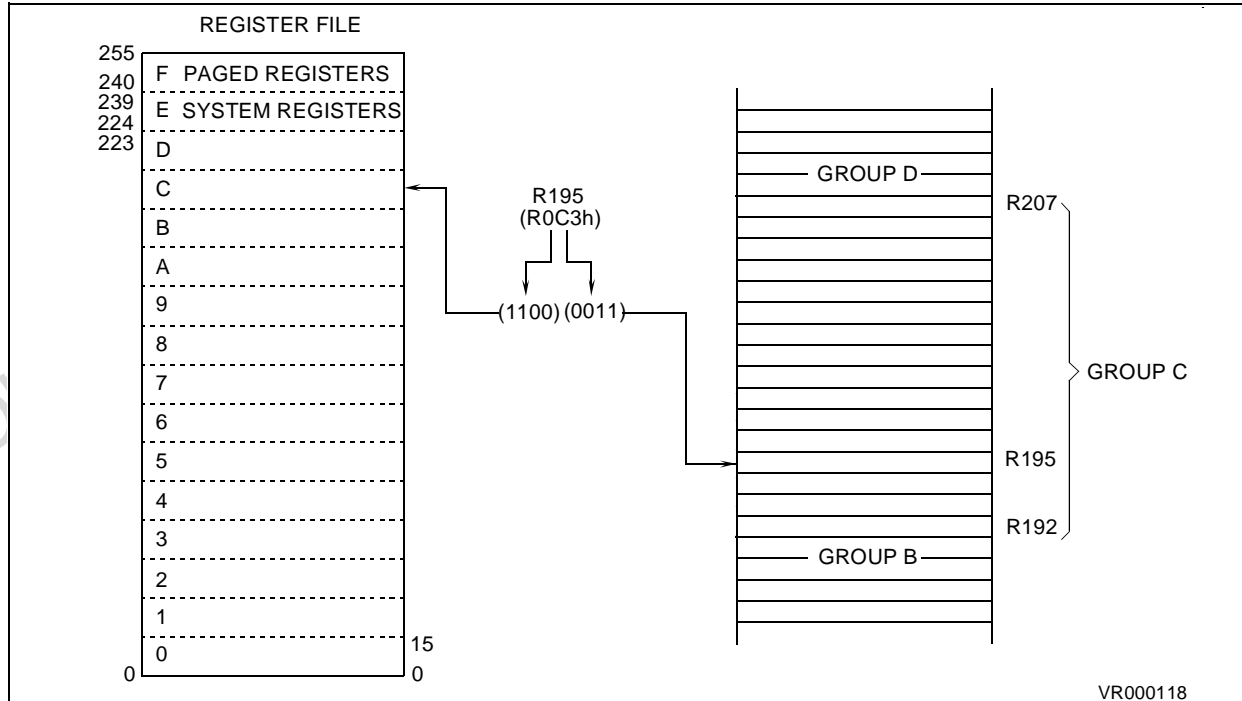 REGISTER FILE
255
240
239
224
223
F PAGED REGISTERS
E SYSTEM REGISTERS
D
C
B
A
9
8
7
6
5
4
3
2
1
0
15
0
0
R195
(R0C3h)
(1100) (0011)
GROUP D
R207
GROUP C
R195
R192
GROUP B
VR000118